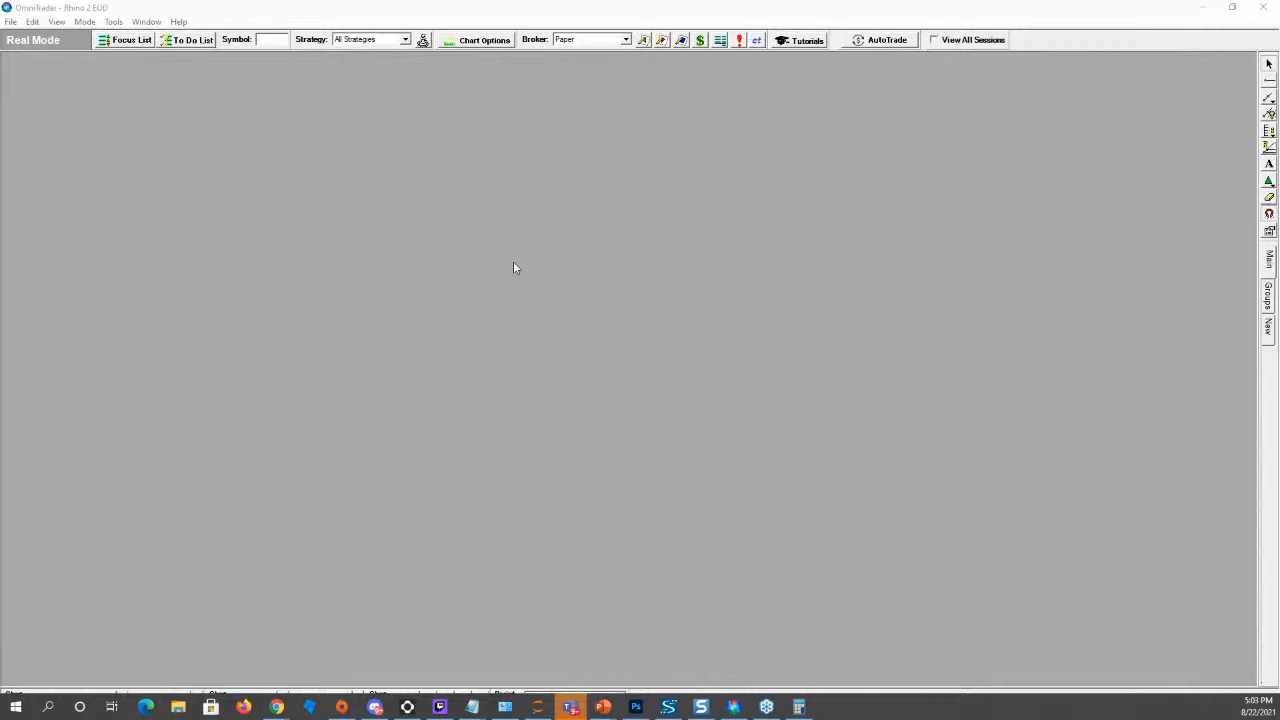 OmniTrader - Rhino 2 EOD
File Edit View Mode Tools Window Help
Real Mode Focus List To Do List Symbol: Strategy: All Strategies Chart Options Broker: Paper $ ! ct Tutorials AutoTrade View All Sessions
A
Main
Groups
New
5:03 PM
8/22/2021